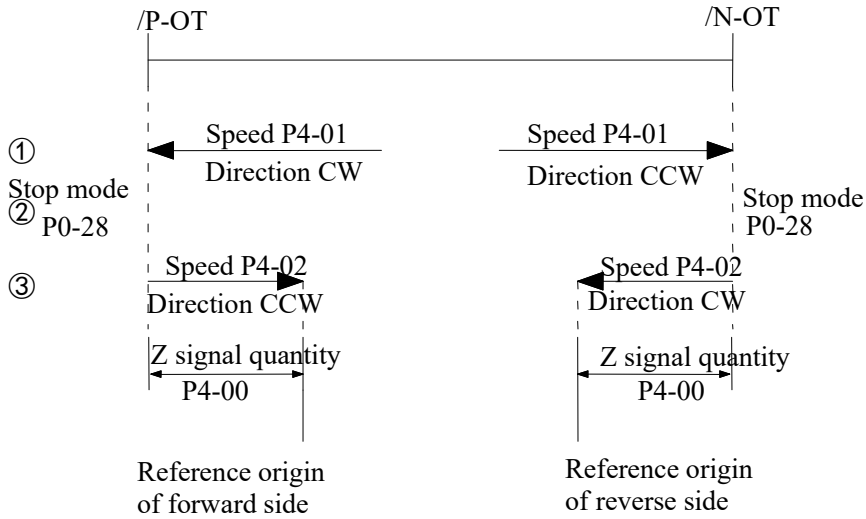 /P-OT
/N-OT
①
Speed P4-01
Direction CW
Speed P4-01
Direction CCW
Stop mode
②
P0-28
Stop mode
P0-28
③
Speed P4-02
Direction CCW
Speed P4-02
Direction CW
Z signal quantity
P4-00
Z signal quantity
P4-00
Reference origin
of forward side
Reference origin
of reverse side